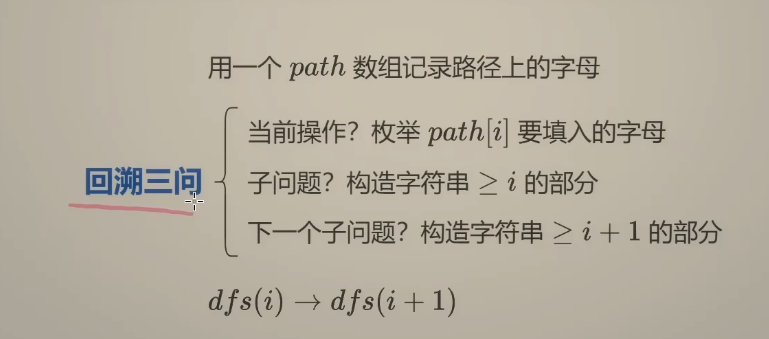 用一个 path 数组记录路径上的字母
当前操作？枚举 path[i] 要填入的字母
回溯三问
子问题？构造字符串 ≥ i 的部分
下一个子问题？构造字符串 ≥ i + 1 的部分
dfs(i) → dfs(i + 1)